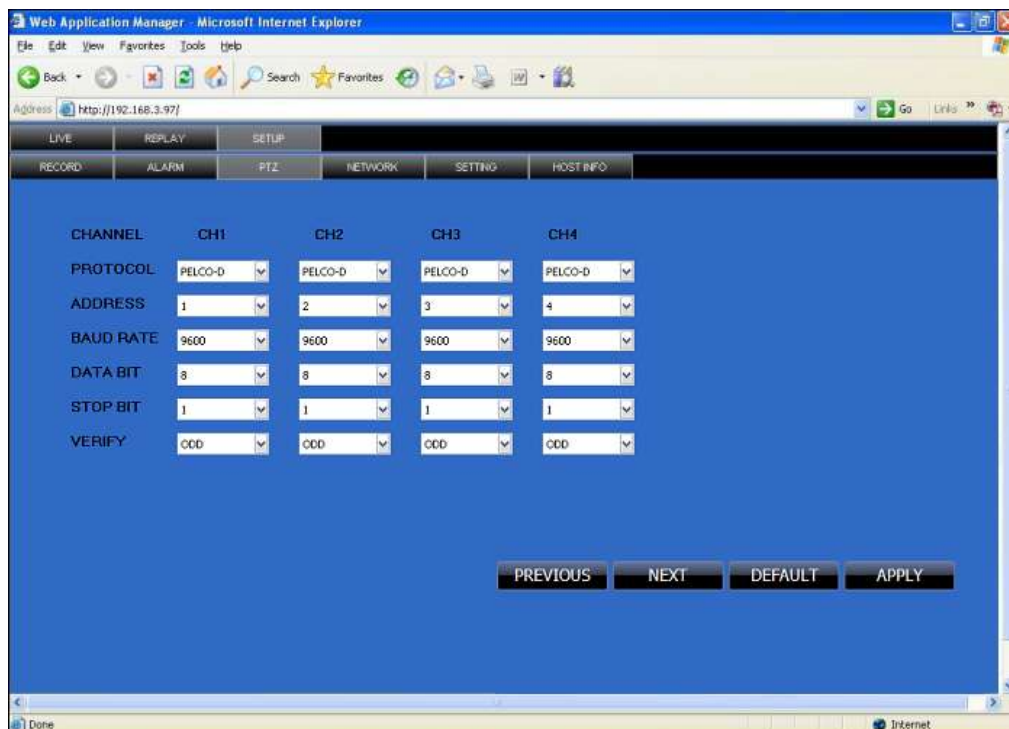 Web Application Manager - Microsoft Internet Explorer
File Edit View Favorites Tools Help
Back Search Favorites W
Address http://192.168.3.97/ Go Links »
LIVE REPLAY SETUP
RECORD ALARM PTZ NETWORK SETTING HOST INFO
CHANNEL CH1 CH2 CH3 CH4
PROTOCOL PELCO-D PELCO-D PELCO-D PELCO-D
ADDRESS 1 2 3 4
BAUD RATE 9600 9600 9600 9600
DATA BIT 8 8 8 8
STOP BIT 1 1 1 1
VERIFY ODD ODD ODD ODD
PREVIOUS NEXT DEFAULT APPLY
Done Internet